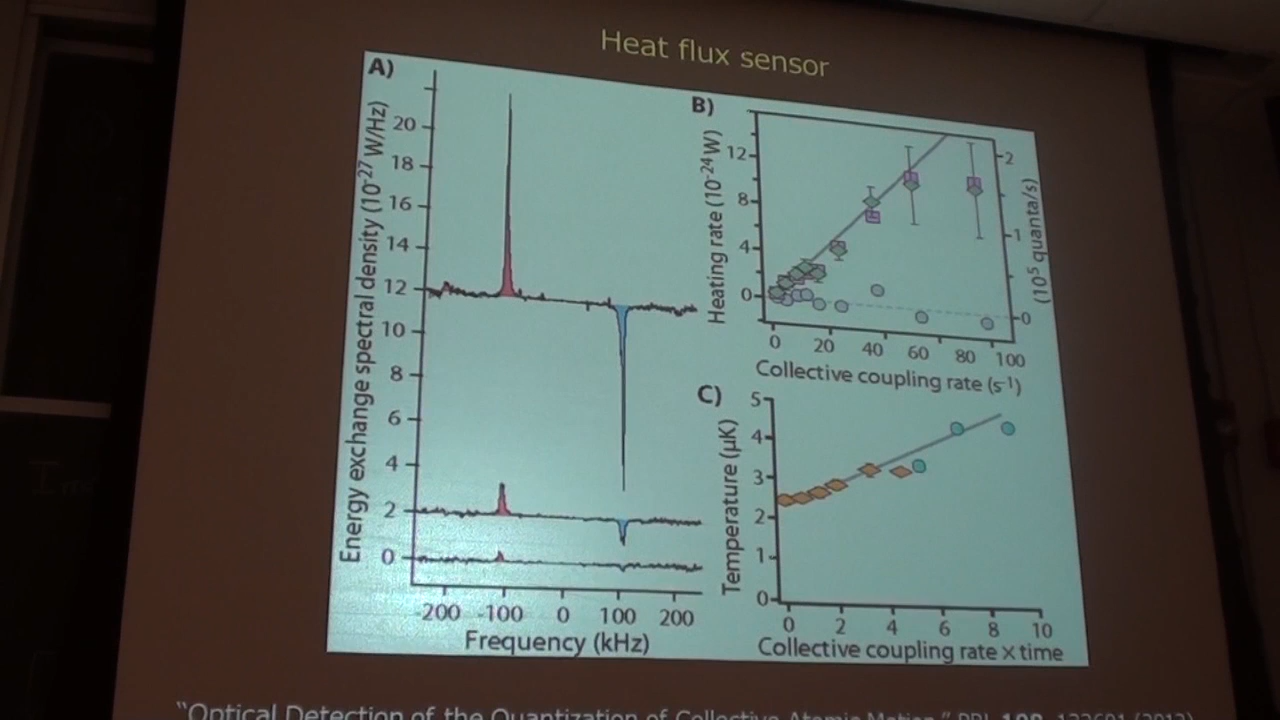 Heat flux sensor
A)
Energy exchange spectral density (10-27 W/Hz)
20
18
16
14
12
10
8
6
4
2
0
-200 -100 0 100 200
Frequency (kHz)
B)
Heating rate (10-24 W)
12
8
4
0
2
1
0
(10⁵ quanta/s)
0 20 40 60 80 100
Collective coupling rate (s-1)
C)
Temperature (μK)
5
4
3
2
1
0
0 2 4 6 8 10
Collective coupling rate x time
"Optical Detection of the Quantization of Collective Atomic Motion," PRL